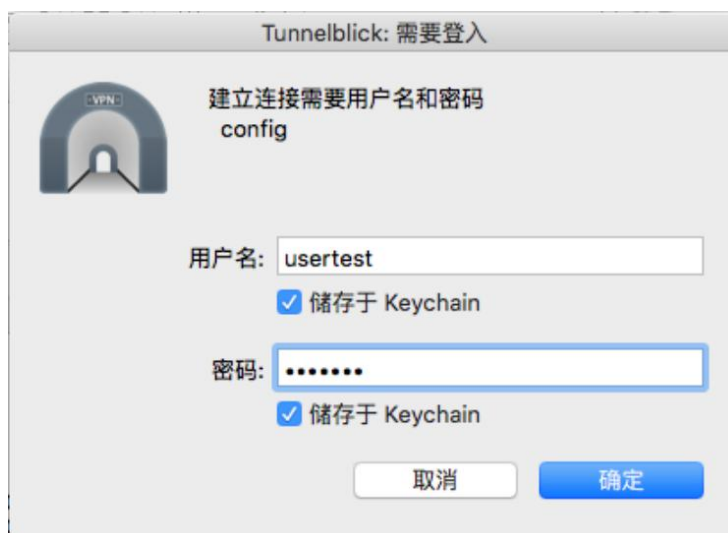 Tunnelblick: 需要登入
VPN
建立连接需要用户名和密码
config
用户名: usertest
储存于 Keychain
密码: •••••••
储存于 Keychain
取消
确定